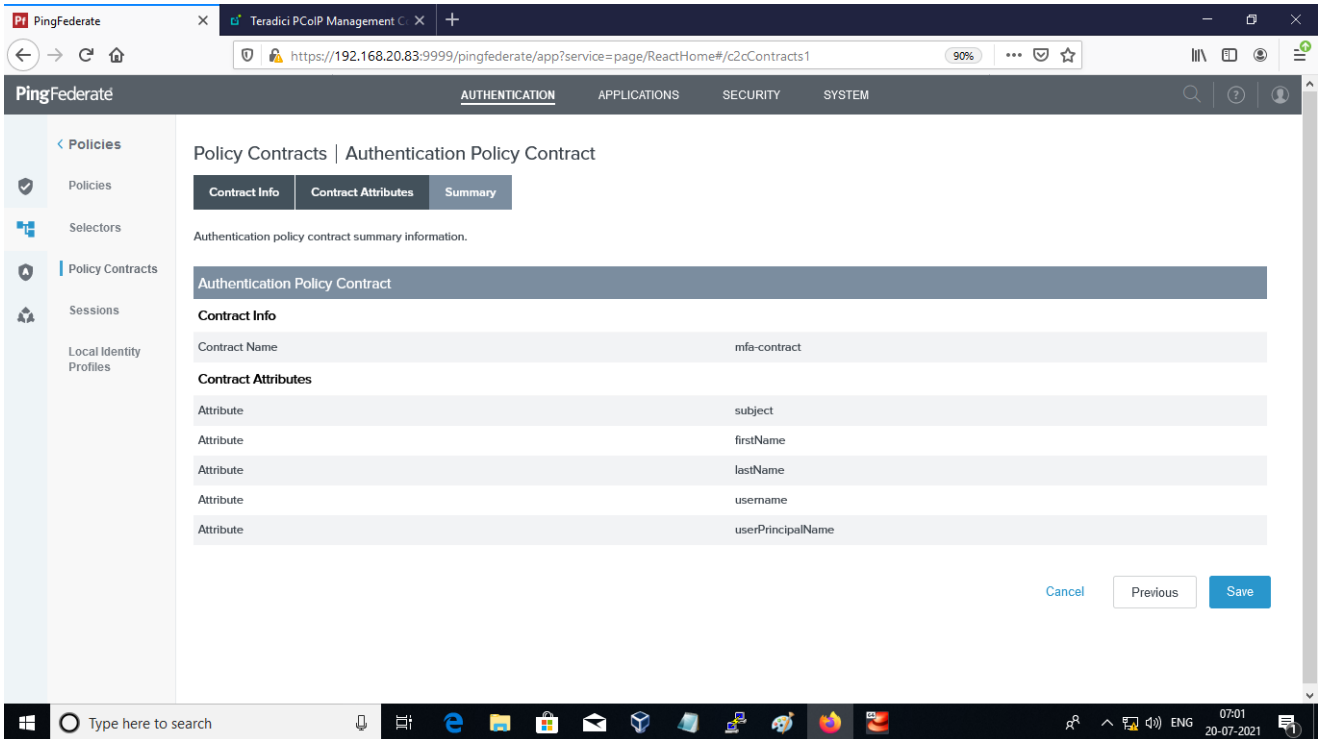 Pf PingFederate
Teradici PCoIP Management C
https://192.168.20.83:9999/pingfederate/app?service=page/ReactHome#/c2cContracts1 90%
PingFederate AUTHENTICATION APPLICATIONS SECURITY SYSTEM
Policies
Policies
Selectors
Policy Contracts
Sessions
Local Identity
Profiles
Policy Contracts | Authentication Policy Contract
Contract Info Contract Attributes Summary
Authentication policy contract summary information.
Authentication Policy Contract
Contract Info
Contract Name mfa-contract
Contract Attributes
Attribute subject
Attribute firstName
Attribute lastName
Attribute username
Attribute userPrincipalName
Cancel Previous Save
Type here to search
ENG
07:01
20-07-2021
1